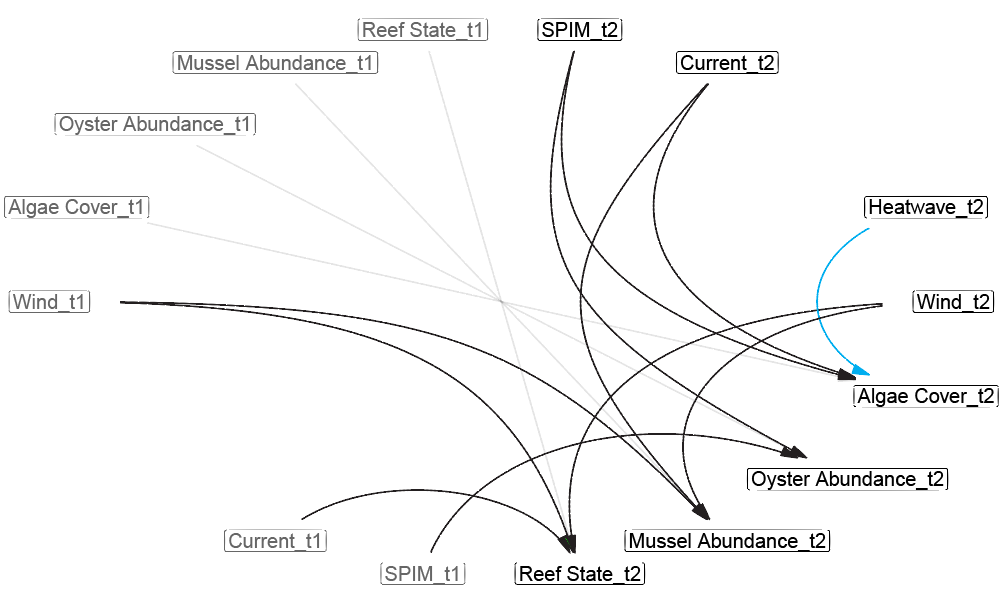 Reef State_t1
SPIM_t2
Mussel Abundance_t1
Current_t2
Oyster Abundance_t1
Algae Cover_t1
Heatwave_t2
Wind_t1
Wind_t2
Algae Cover_t2
Oyster Abundance_t2
Current_t1
Mussel Abundance_t2
SPIM_t1
Reef State_t2